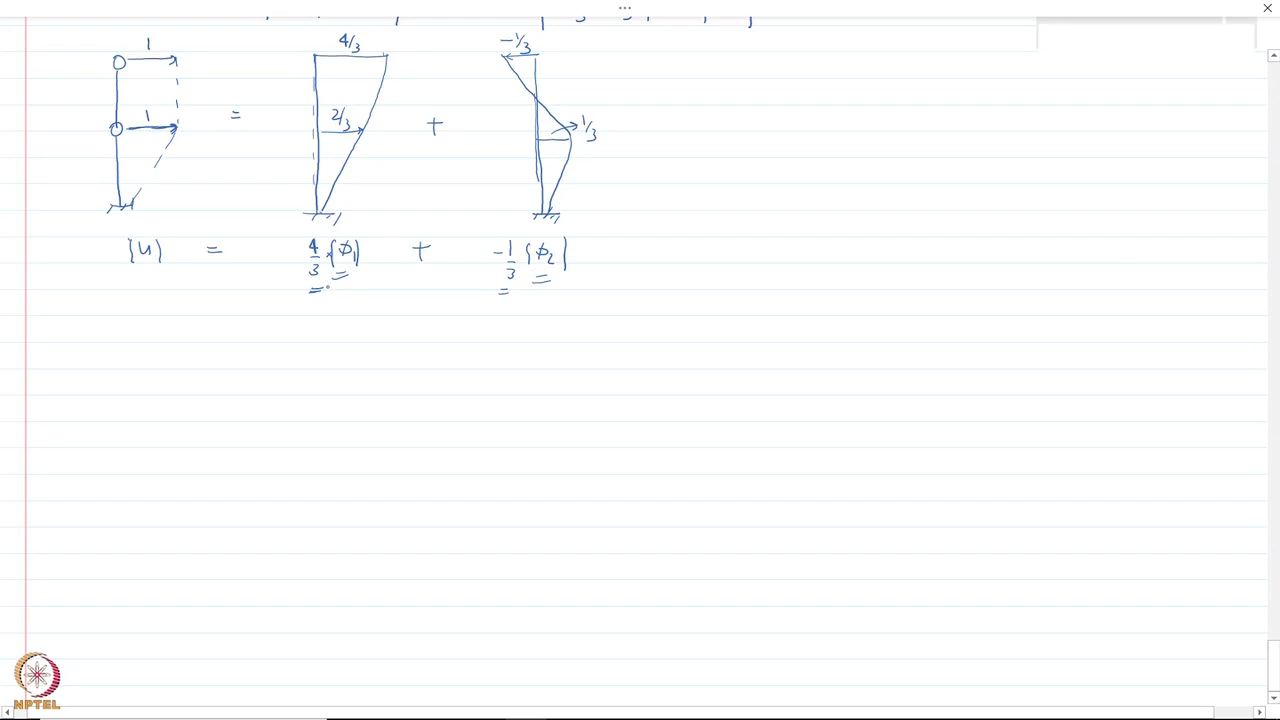 1 4/3 -1/3
1 = 2/3 + 1/3
{u} = 4/3 {φ1} + -1/3 {φ2}
NPTEL